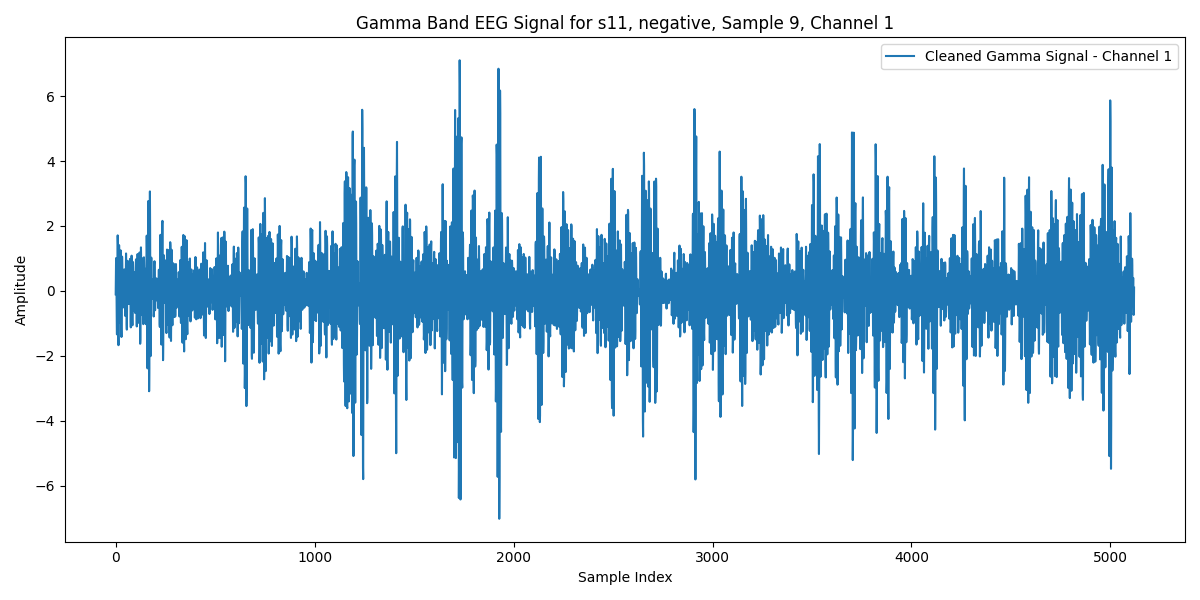 Gamma Band EEG Signal for s11, negative, Sample 9, Channel 1
Cleaned Gamma Signal - Channel 1
6
4
2
0
−2
−4
−6
Amplitude
0 1000 2000 3000 4000 5000
Sample Index